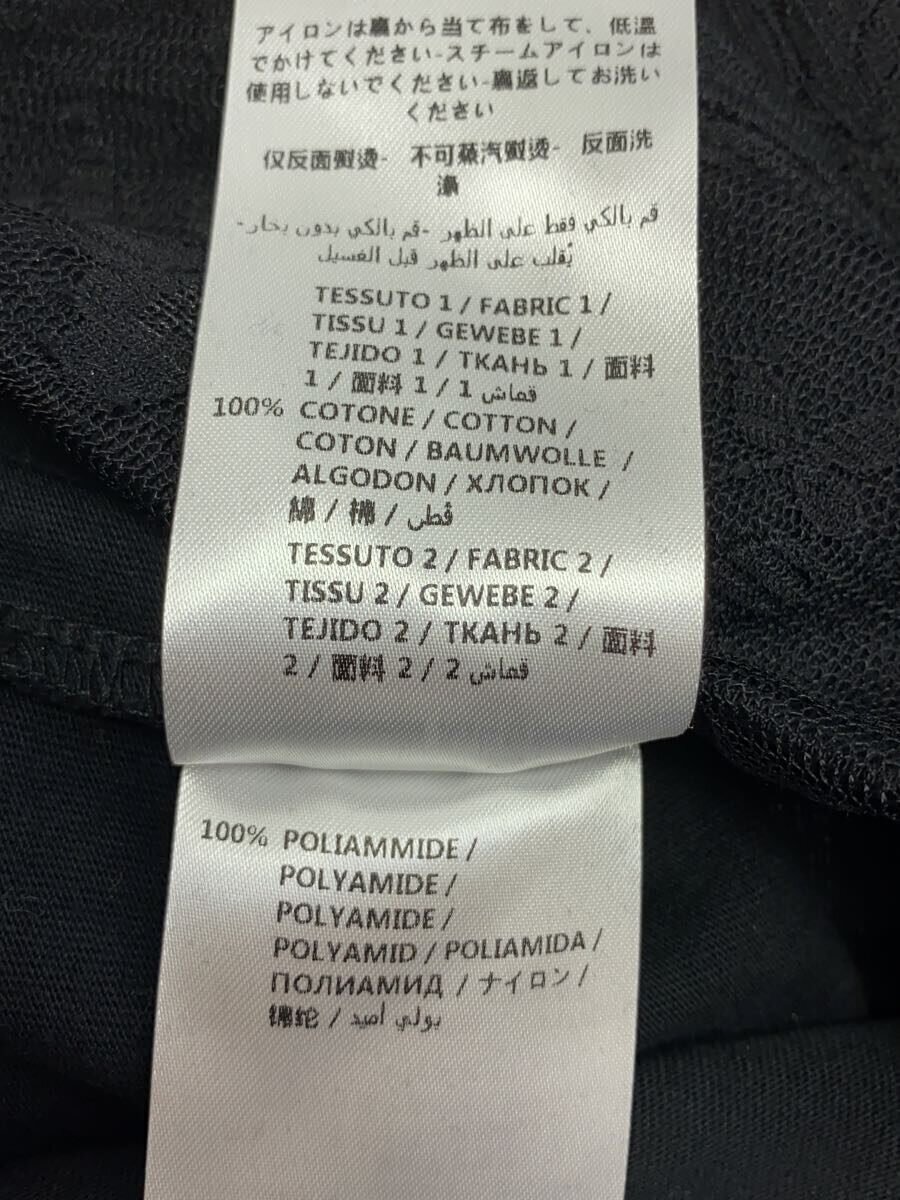 アイロンは裏から当て布をして、低温
でかけてください-スチームアイロンは
使用しないでください-裏返してお洗い
ください
仅反面熨烫- 不可蒸汽熨烫- 反面洗
滌
قم بالكي فقط على الظهر -قم بالكي بدون بخار-
يُقلب على الظهر قبل الغسيل
TESSUTO 1 / FABRIC 1 /
TISSU 1 / GEWEBE 1 /
TEJIDO 1 / ТКАНЬ 1 / 面料
1 / 面料 1 / 1 قماش
100% COTONE / COTTON /
COTON / BAUMWOLLE /
ALGODON / ХЛОПОК /
綿 / 棉 / قطن
TESSUTO 2 / FABRIC 2 /
TISSU 2 / GEWEBE 2 /
TEJIDO 2 / ТКАНЬ 2 / 面料
2 / 面料 2 / 2 قماش
100% POLIAMMIDE /
POLYAMIDE /
POLYAMIDE /
POLYAMID / POLIAMIDA /
ПОЛИАМИД / ナイロン /
锦纶 / بولي أميد